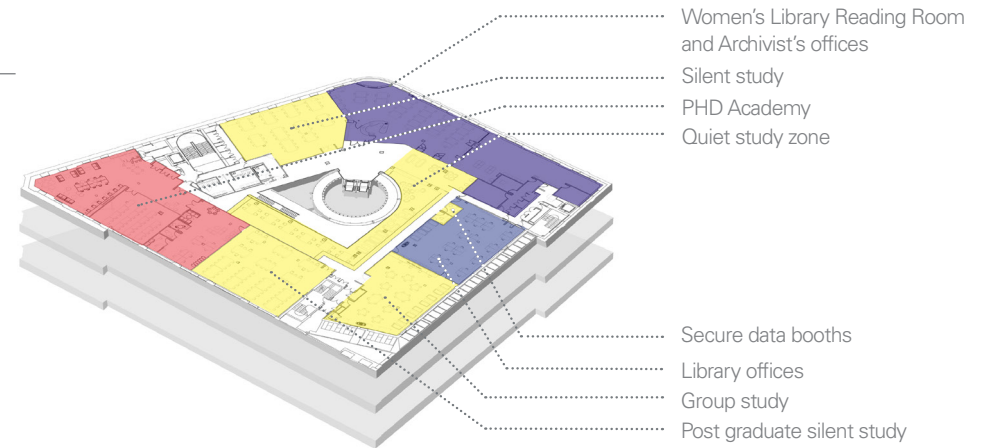 Women’s Library Reading Room
and Archivist’s offices
Silent study
PHD Academy
Quiet study zone
Secure data booths
Library offices
Group study
Post graduate silent study